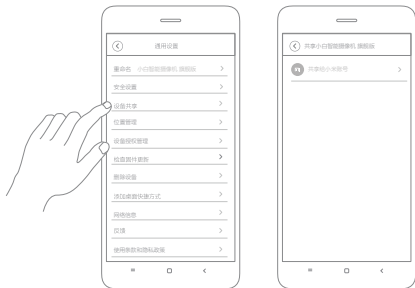 通用设置
重命名 小白智能摄像机 旗舰版
安全设置
设备共享
位置管理
设备授权管理
检查固件更新
删除设备
添加桌面快捷方式
网络信息
反馈
使用条款和隐私政策
共享小白智能摄像机 旗舰版
共享给小米账号